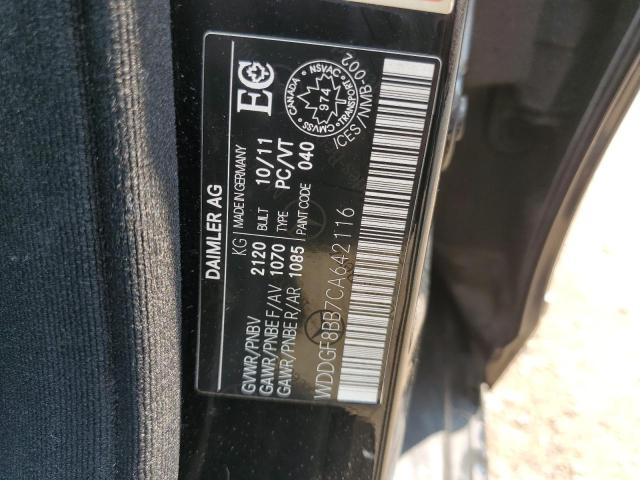 DAIMLER AG
KG MADE IN GERMANY
GVWR/PNBV 2120 BUILT 10/11
GAWR/PNBE F/AV 1070 TYPE PC/VT
GAWR/PNBE R/AR 1085 PAINT CODE 040
WDDGF8BB7CA642116
EC
CANADA
NSVAC
974
CMVSS
TRANSPORT
ICES/NMB-002